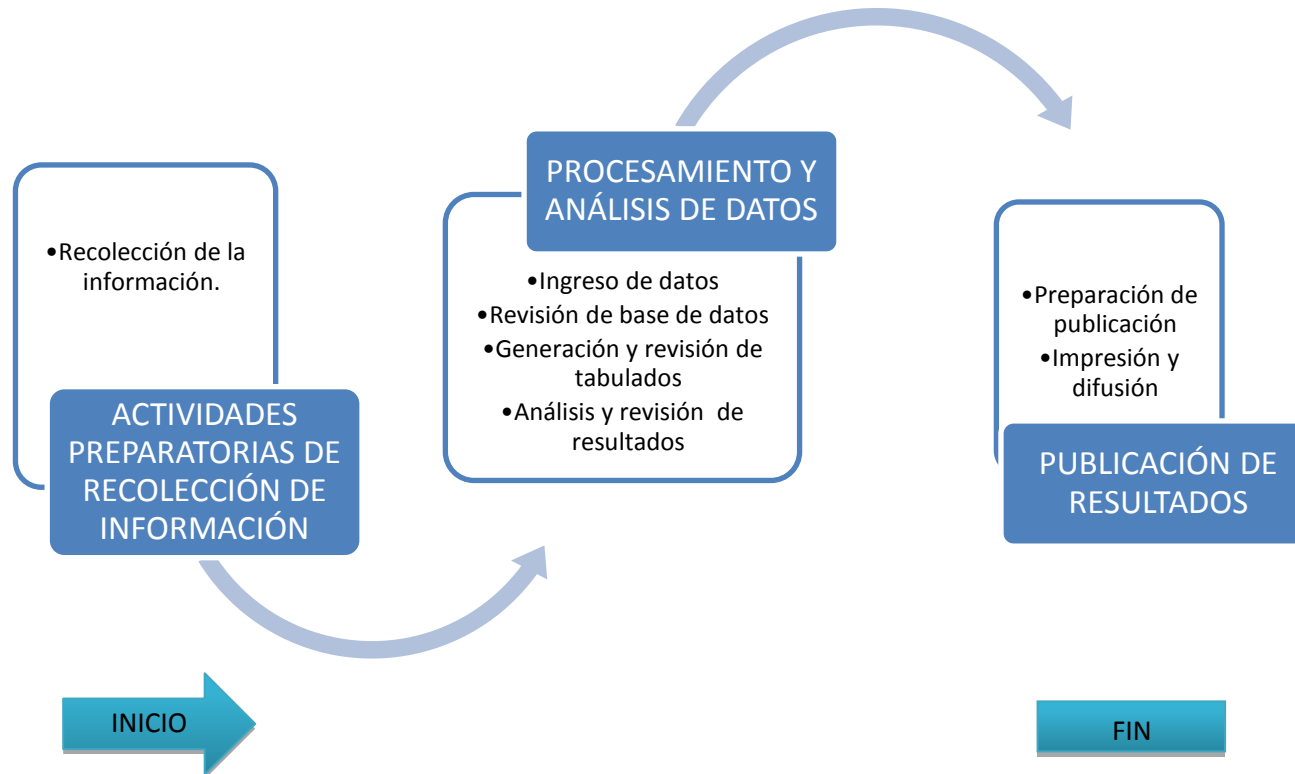 •Recolección de la
información.
ACTIVIDADES
PREPARATORIAS DE
RECOLECCIÓN DE
INFORMACIÓN
PROCESAMIENTO Y
ANÁLISIS DE DATOS
•Ingreso de datos
•Revisión de base de datos
•Generación y revisión de
tabulados
•Análisis y revisión  de
resultados
•Preparación de
publicación
•Impresión y
difusión
PUBLICACIÓN DE
RESULTADOS
INICIO
FIN